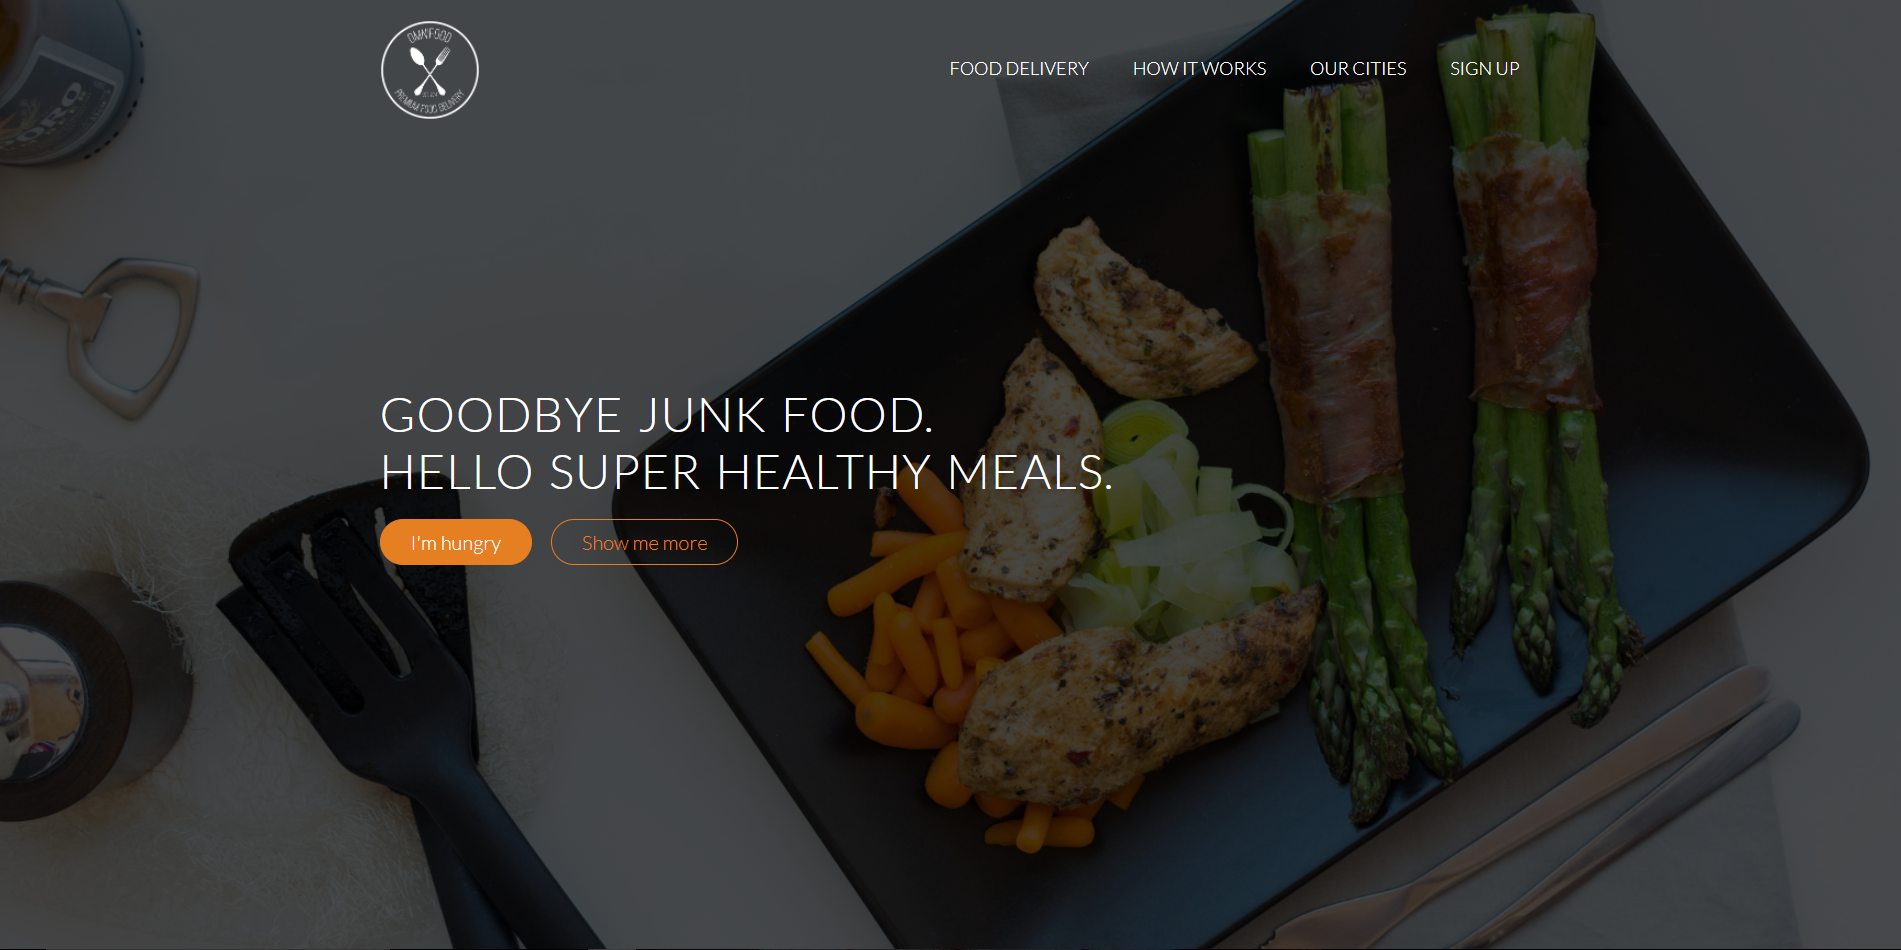 OMNIFOOD
PREMIUM FOOD DELIVERY
FOOD DELIVERY
HOW IT WORKS
OUR CITIES
SIGN UP
GOODBYE JUNK FOOD.
HELLO SUPER HEALTHY MEALS.
I'm hungry
Show me more